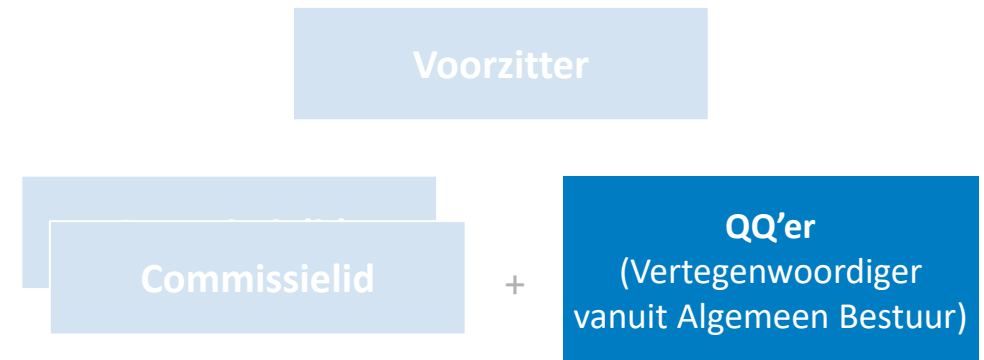 Voorzitter
Commissielid
+
QQ’er
(Vertegenwoordiger
vanuit Algemeen Bestuur)